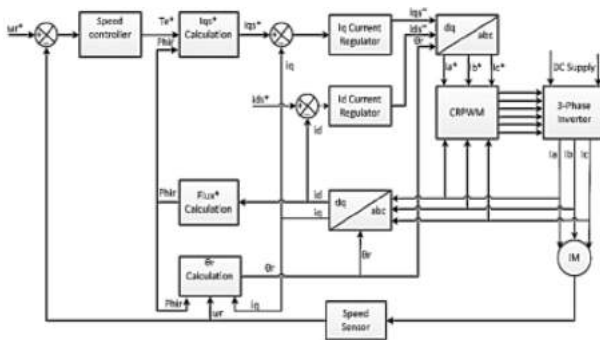 ωr*
Speed
controller
Te*
Phir
Iqs*
Calculation
Iqs*
Iq
Iq Current
Regulator
Iqs**
Ids**
θr
dq
abc
Ia*
Ib*
Ic*
DC Supply
CRPWM
3-Phase
Inverter
Ia
Ib
Ic
Ids*
Id
Id Current
Regulator
Phir
Flux*
Calculation
id
iq
dq
abc
θr
Calculation
θr
θr
Phir
ωr
iq
Speed
Sensor
IM